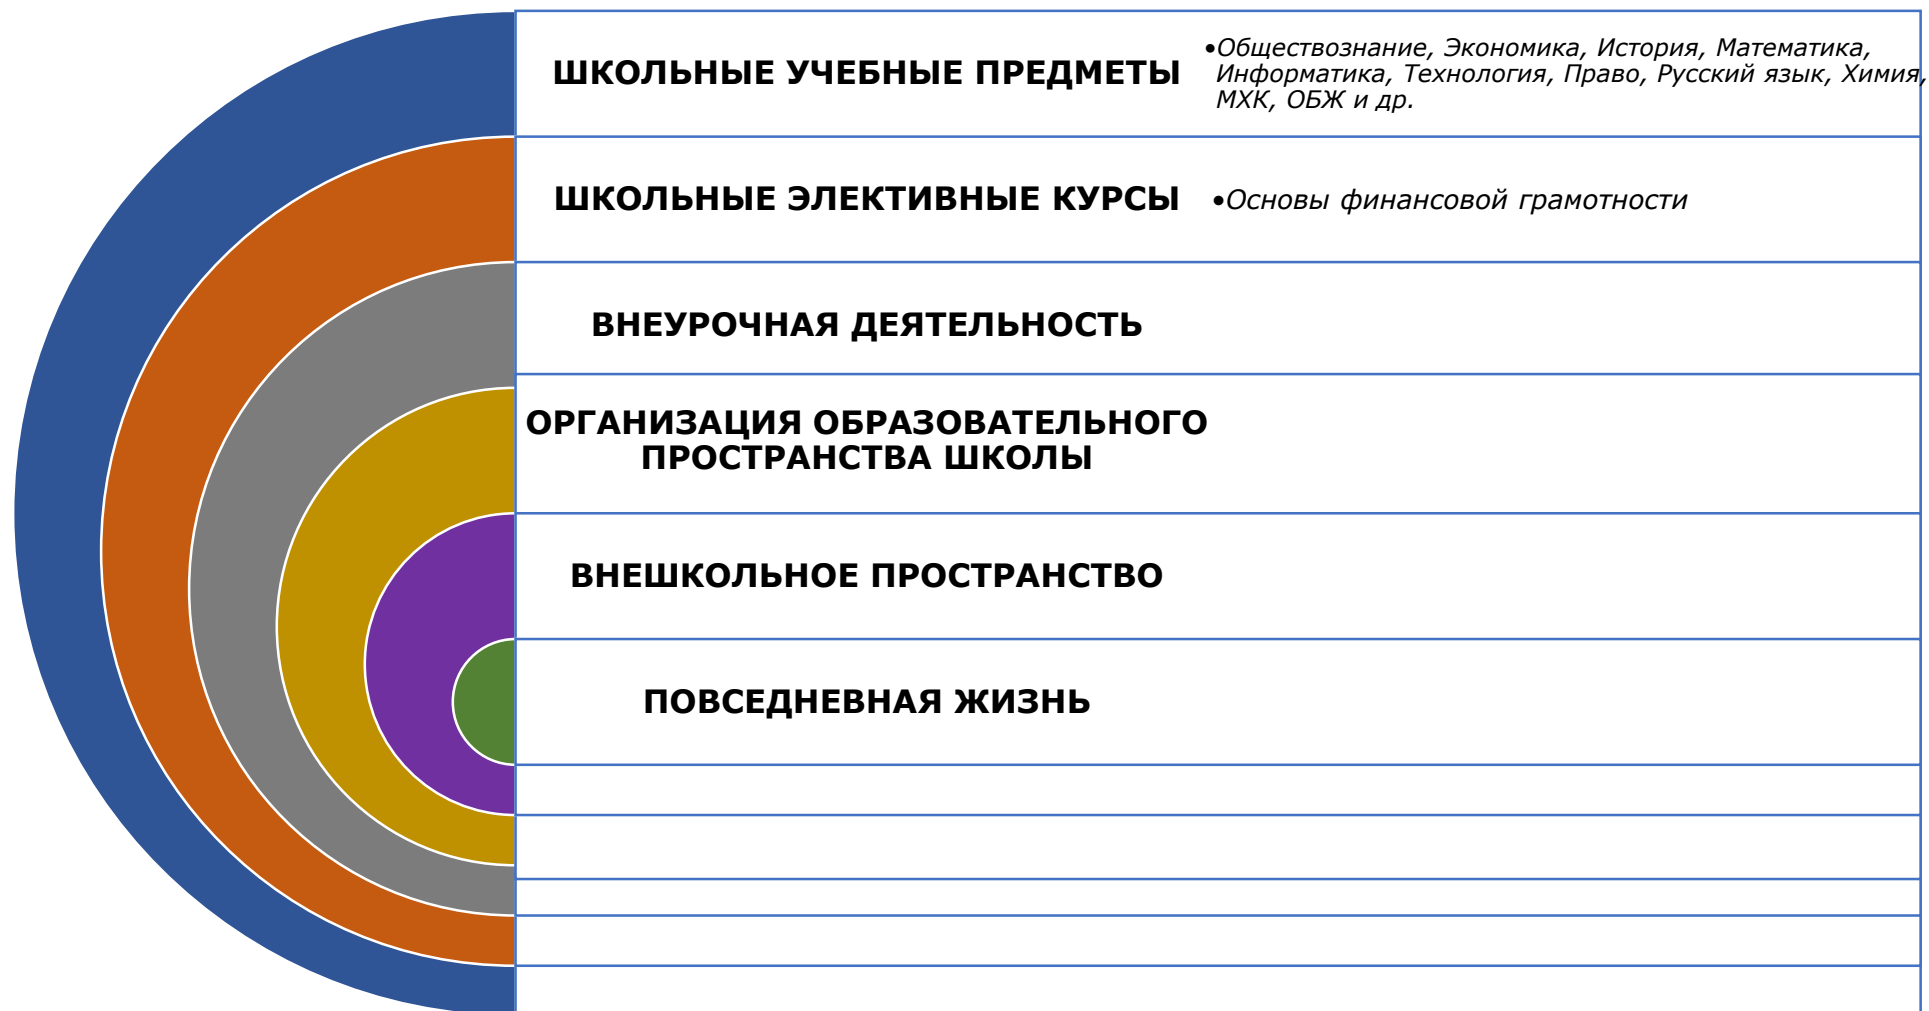 ШКОЛЬНЫЕ УЧЕБНЫЕ ПРЕДМЕТЫ
•Обществознание, Экономика, История, Математика,
Информатика, Технология, Право, Русский язык, Химия,
МХК, ОБЖ и др.
ШКОЛЬНЫЕ ЭЛЕКТИВНЫЕ КУРСЫ
•Основы финансовой грамотности
ВНЕУРОЧНАЯ ДЕЯТЕЛЬНОСТЬ
ОРГАНИЗАЦИЯ ОБРАЗОВАТЕЛЬНОГО
ПРОСТРАНСТВА ШКОЛЫ
ВНЕШКОЛЬНОЕ ПРОСТРАНСТВО
ПОВСЕДНЕВНАЯ ЖИЗНЬ